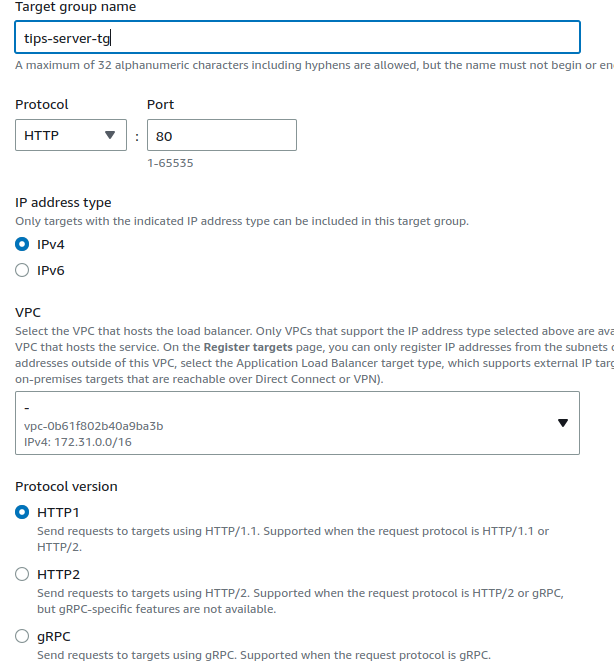 Target group name
tips-server-tg
A maximum of 32 alphanumeric characters including hyphens are allowed, but the name must not begin or en
Protocol Port
HTTP : 80
1-65535
IP address type
Only targets with the indicated IP address type can be included in this target group.
IPv4
IPv6
VPC
Select the VPC that hosts the load balancer. Only VPCs that support the IP address type selected above are ava
VPC that hosts the service. On the Register targets page, you can only register IP addresses from the subnets
addresses outside of this VPC, select the Application Load Balancer target type, which supports external IP targ
on-premises targets that are reachable over Direct Connect or VPN).
-
vpc-0b61f802b40a9ba3b
IPv4: 172.31.0.0/16
Protocol version
HTTP1
Send requests to targets using HTTP/1.1. Supported when the request protocol is HTTP/1.1 or
HTTP/2.
HTTP2
Send requests to targets using HTTP/2. Supported when the request protocol is HTTP/2 or gRPC,
but gRPC-specific features are not available.
gRPC
Send requests to targets using gRPC. Supported when the request protocol is gRPC.